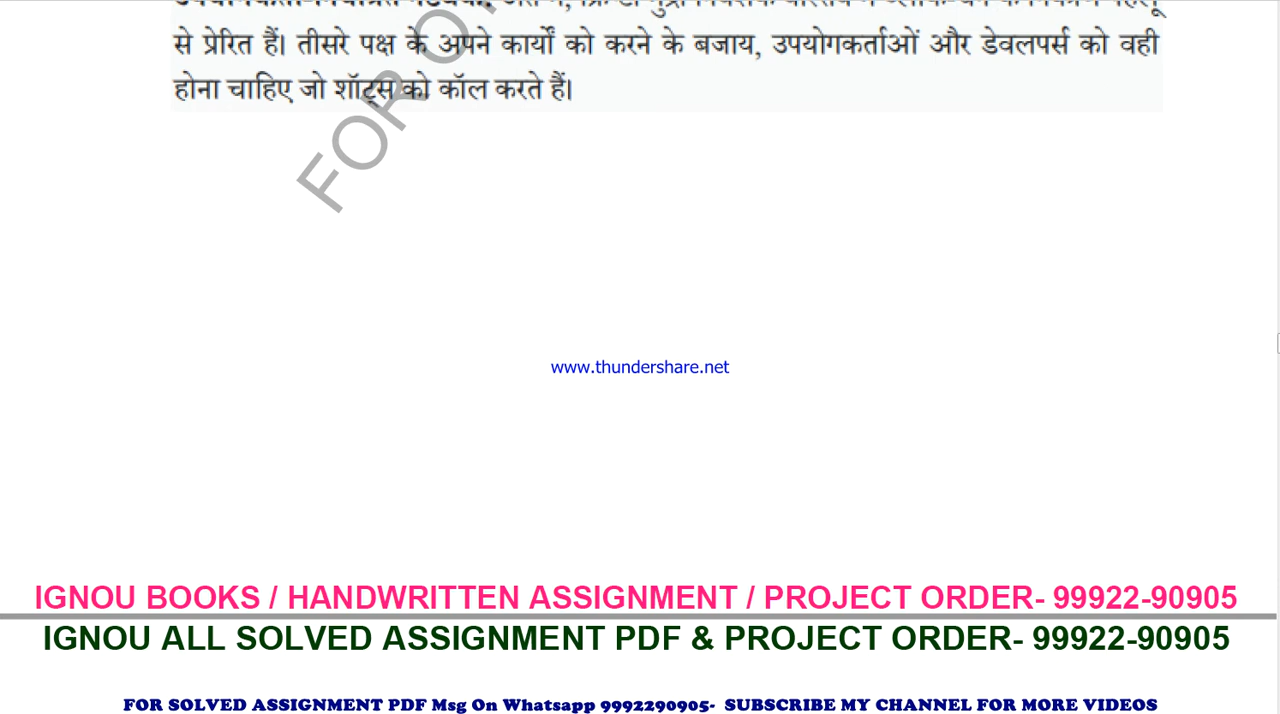 से प्रेरित हैं। तीसरे पक्ष के अपने कार्यों को करने के बजाय, उपयोगकर्ताओं और डेवलपर्स को वही
होना चाहिए जो शॉट्स को कॉल करते हैं।
FOR
www.thundershare.net
IGNOU BOOKS / HANDWRITTEN ASSIGNMENT / PROJECT ORDER- 99922-90905
IGNOU ALL SOLVED ASSIGNMENT PDF & PROJECT ORDER- 99922-90905
FOR SOLVED ASSIGNMENT PDF Msg On Whatsapp 9992290905- SUBSCRIBE MY CHANNEL FOR MORE VIDEOS